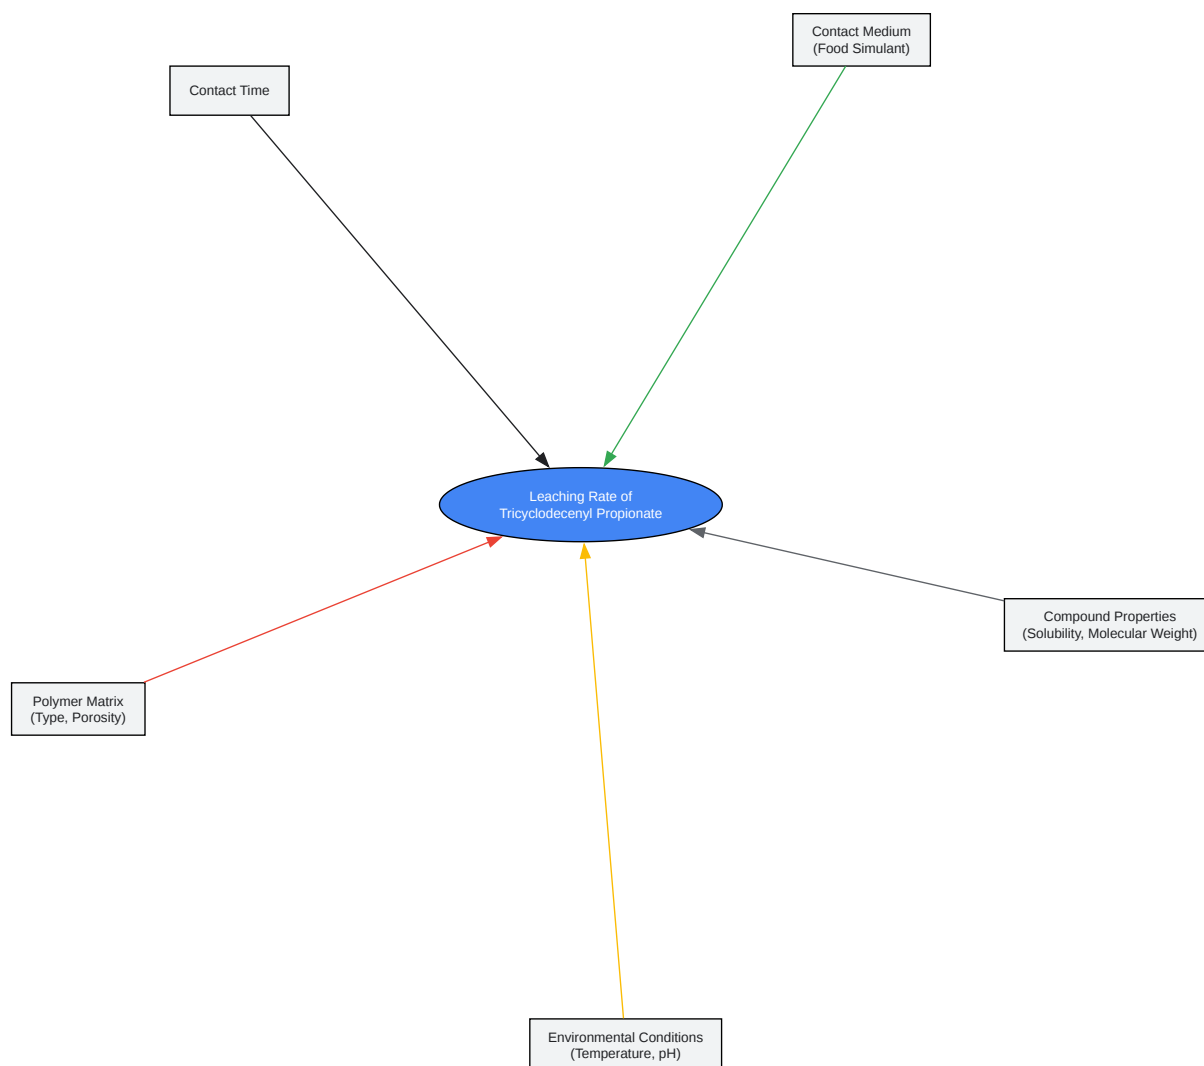 Contact Medium
(Food Simulant)
Contact Time
Leaching Rate of
Tricyclodecenyl Propionate
Compound Properties
(Solubility, Molecular Weight)
Polymer Matrix
(Type, Porosity)
Environmental Conditions
(Temperature, pH)